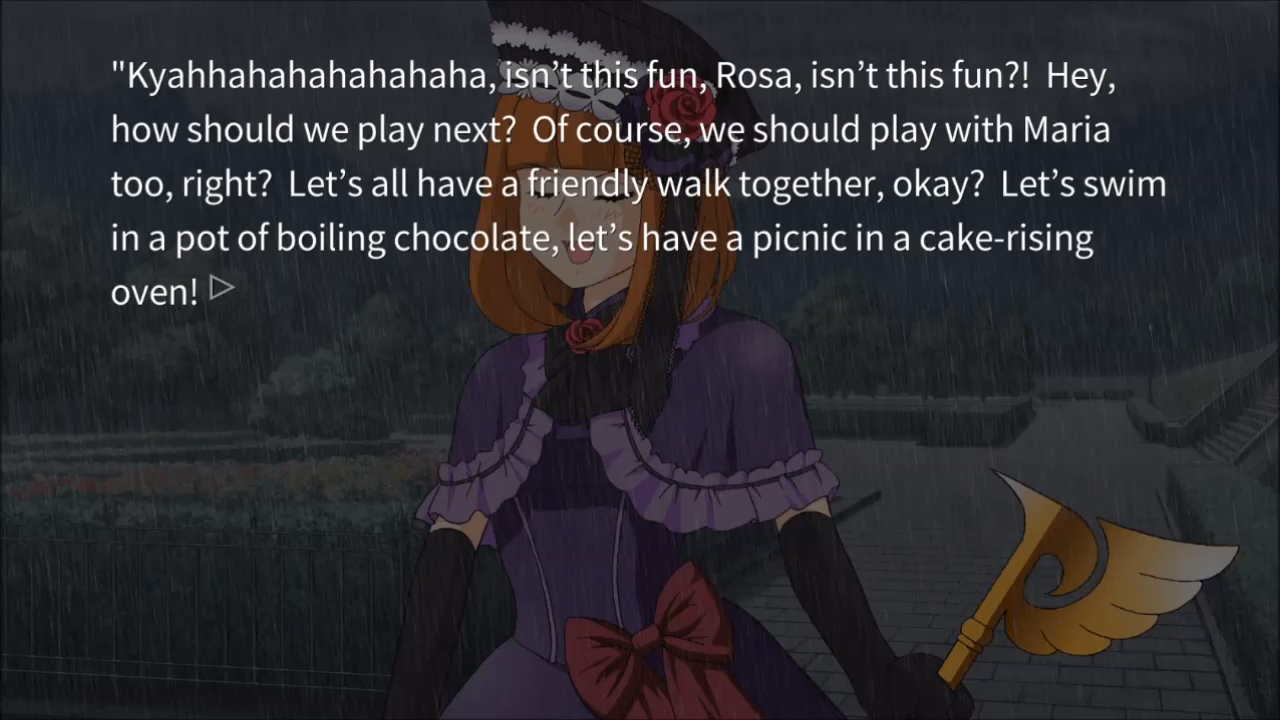 "Kyahhahahahahahaha, isn’t this fun, Rosa, isn’t this fun?!  Hey,
how should we play next?  Of course, we should play with Maria
too, right?  Let’s all have a friendly walk together, okay?  Let’s swim
in a pot of boiling chocolate, let’s have a picnic in a cake-rising
oven!